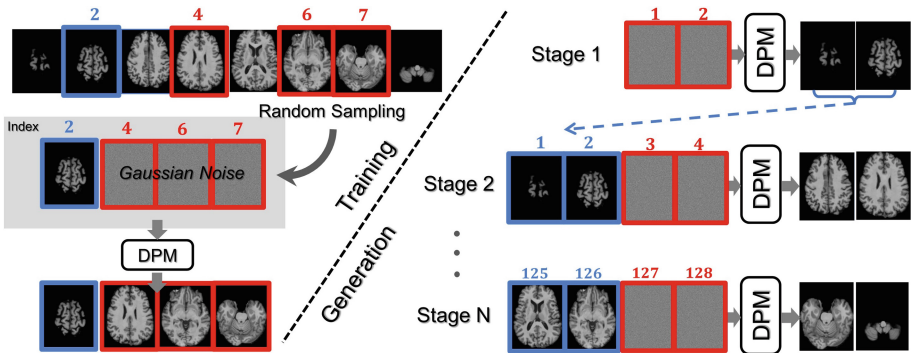 2 4 6 7
Random Sampling
Index
2 4 6 7
Gaussian Noise
DPM
Training
Generation
1 2
Stage 1
DPM
1 2 3 4
Stage 2
DPM
125 126 127 128
Stage N
DPM